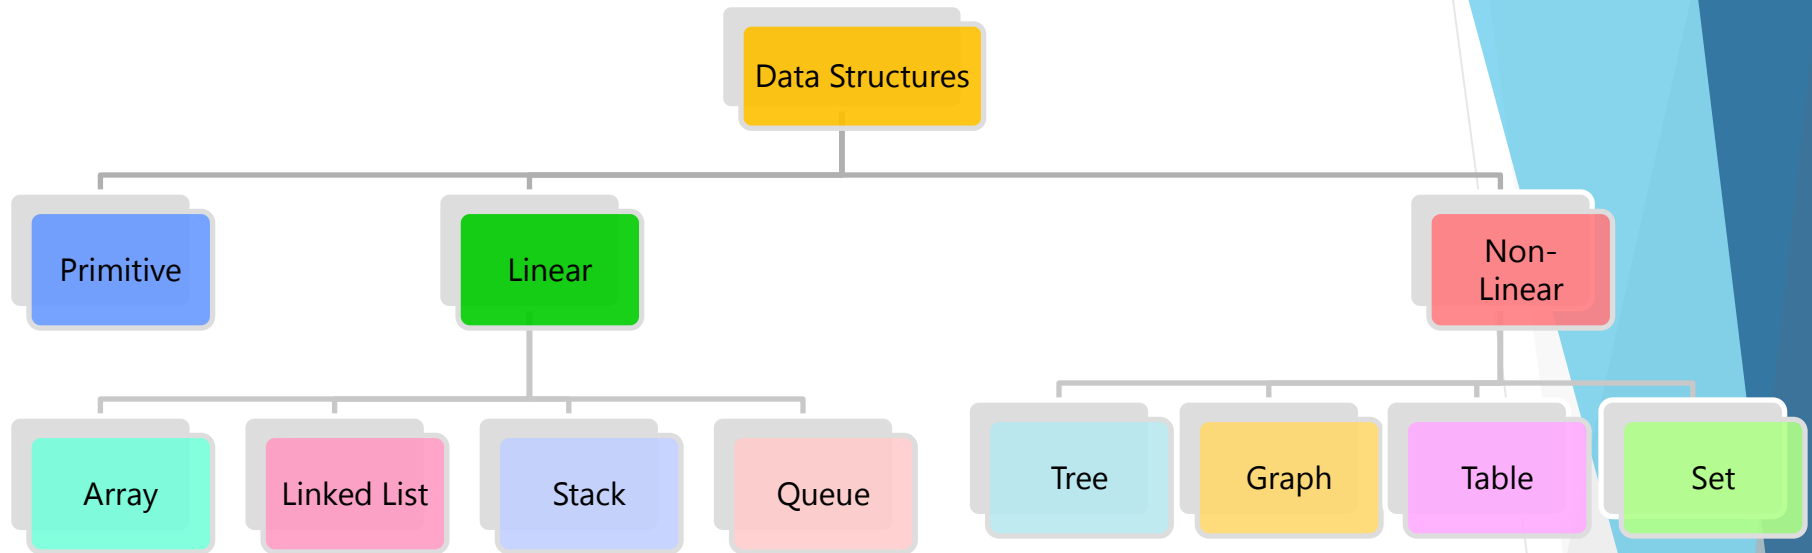 Data Structures
Primitive
Linear
Non-
Linear
Array
Linked List
Stack
Queue
Tree
Graph
Table
Set